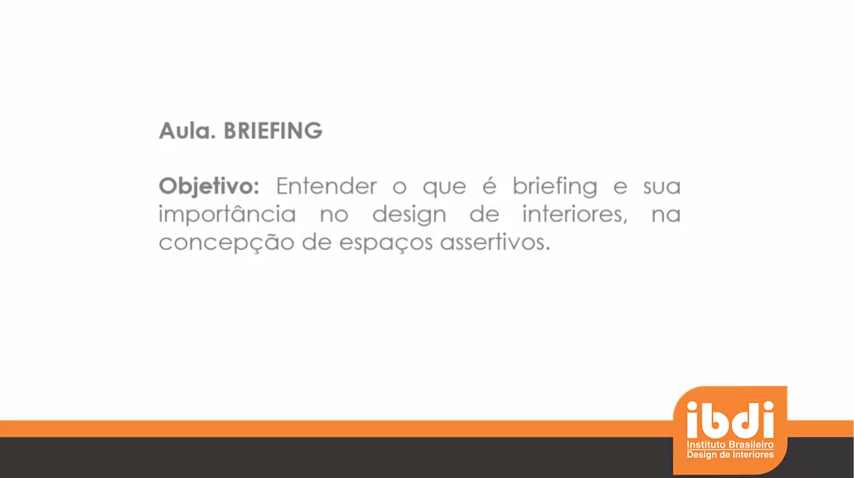 Aula. BRIEFING
Objetivo: Entender o que é briefing e sua
importância no design de interiores, na
concepção de espaços assertivos.
ibdi
Instituto Brasileiro
Design de Interiores